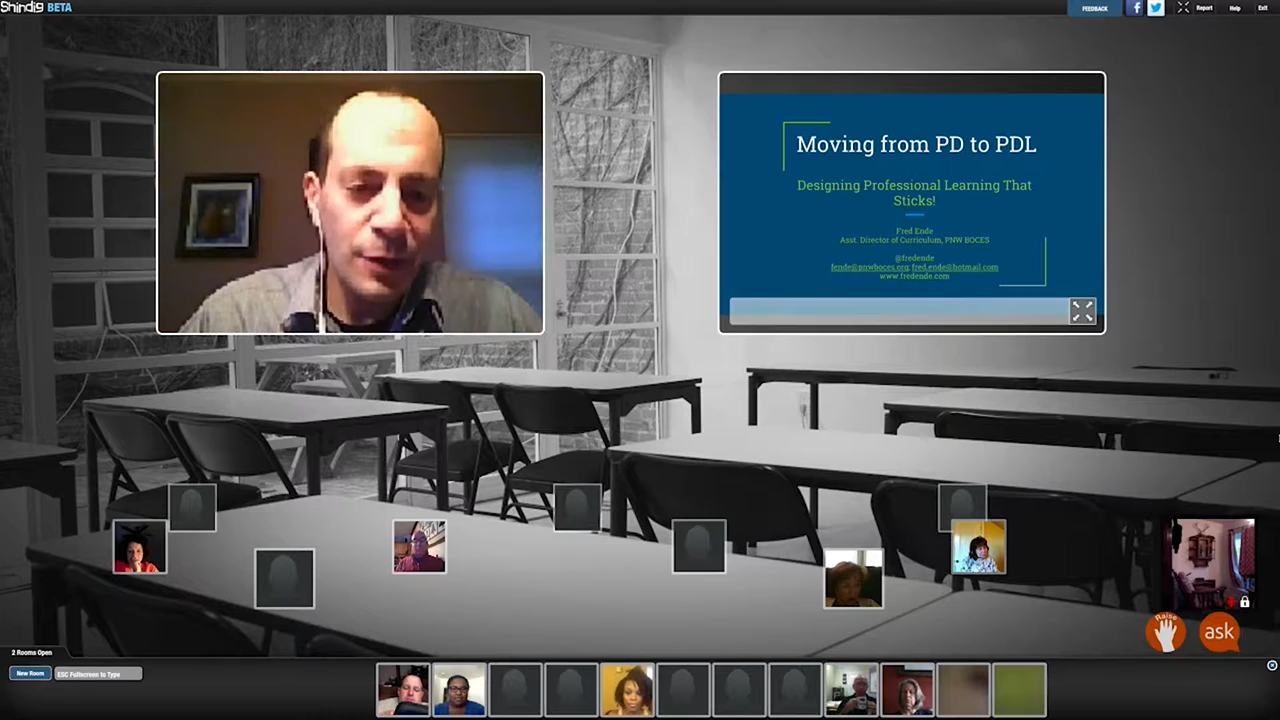 Shindig BETA
FEEDBACK
Report
Help
Exit
Moving from PD to PDL
Designing Professional Learning That
Sticks!
Fred Ende
Asst. Director of Curriculum, PNW BOCES
@fredende
fende@pnwboces.org; fred.ende@hotmail.com
www.fredende.com
Raise
ask
2 Rooms Open
New Room
ESC Fullscreen to Type